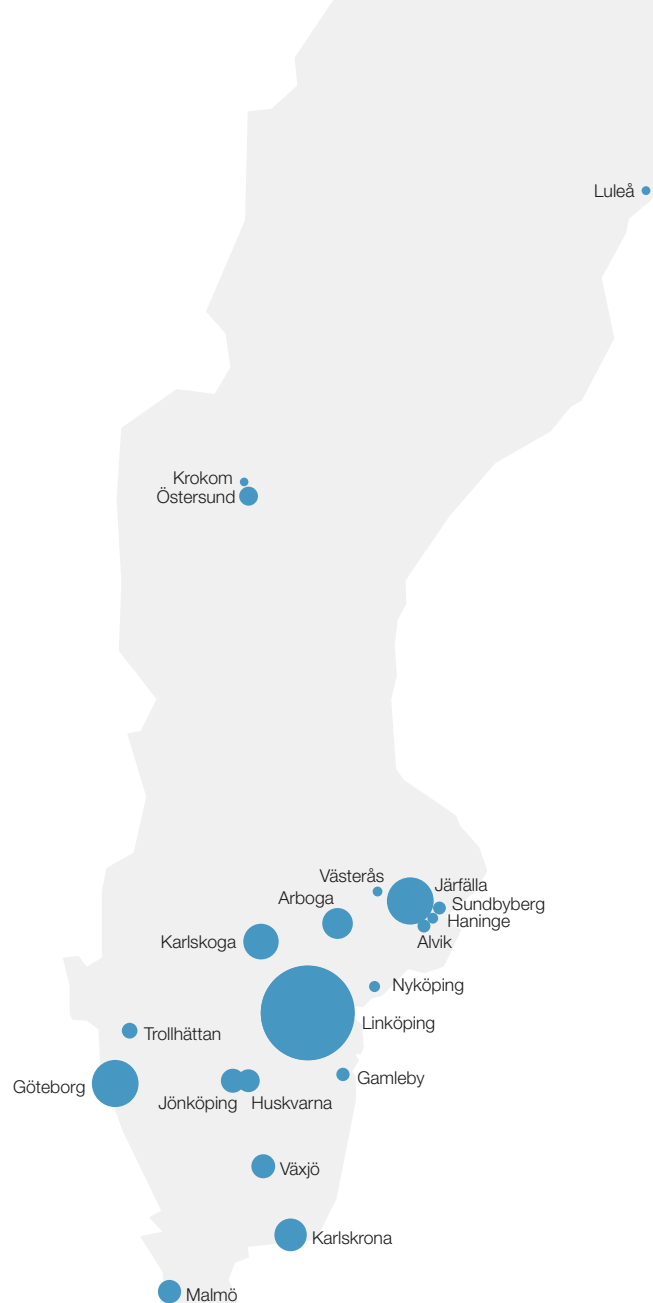 Luleå
Krokom
Östersund
Västerås
Järfälla
Arboga
Sundbyberg
Haninge
Karlskoga
Alvik
Nyköping
Linköping
Trollhättan
Gamleby
Göteborg
Jönköping
Huskvarna
Växjö
Karlskrona
Malmö